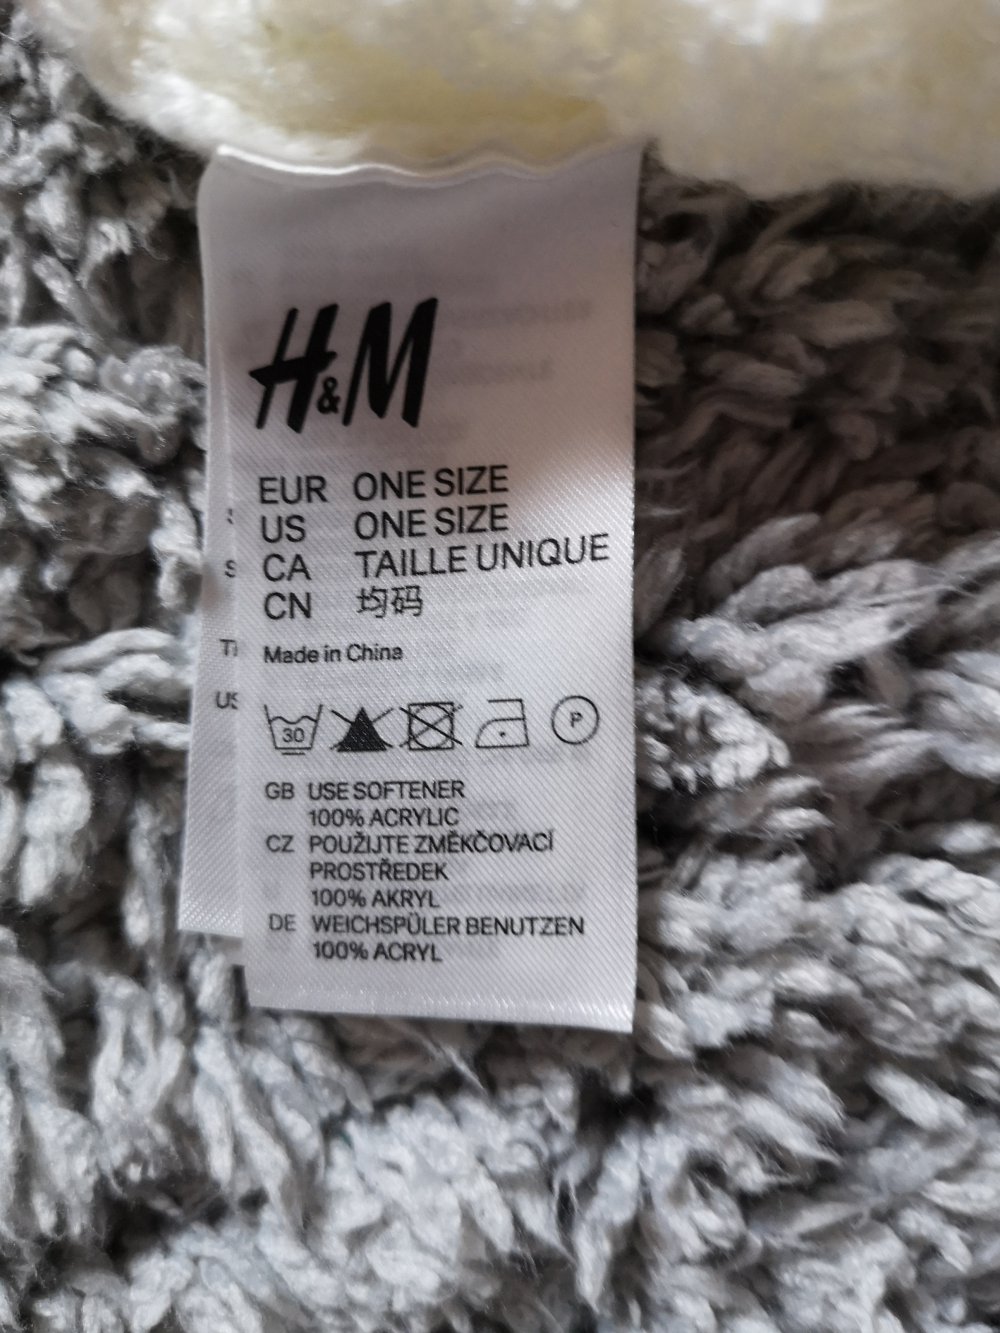 H&M
EUR ONE SIZE
US ONE SIZE
CA TAILLE UNIQUE
CN 均码
Made in China
30 P
GB USE SOFTENER
100% ACRYLIC
CZ POUŽIJTE ZMĚKČOVACÍ
PROSTŘEDEK
100% AKRYL
DE WEICHSPÜLER BENUTZEN
100% ACRYL